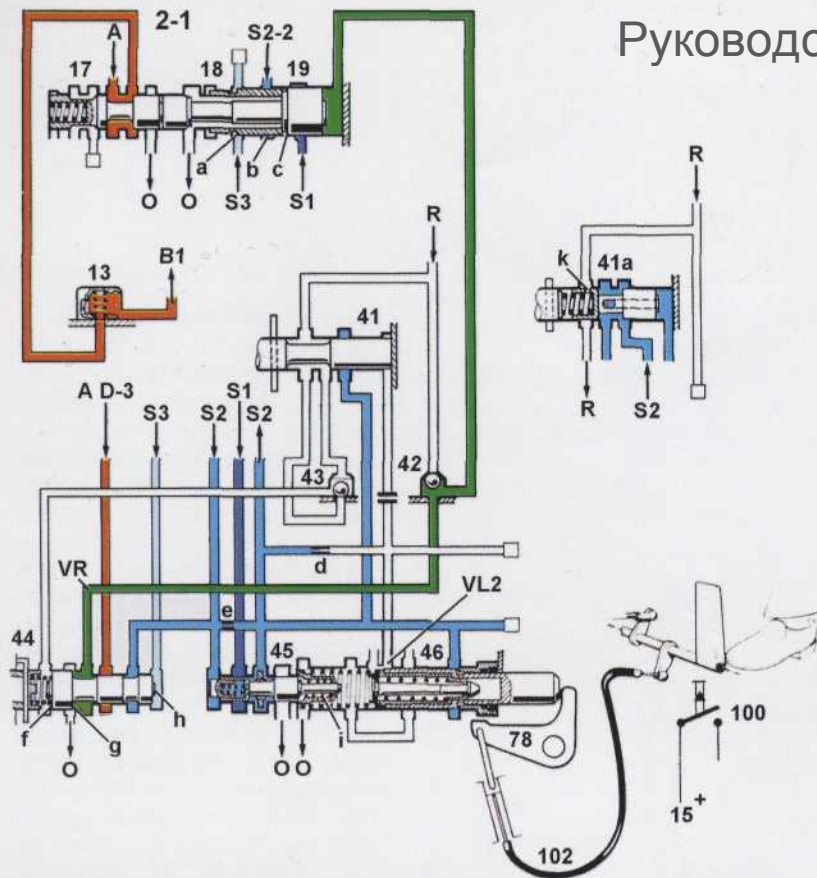 Руководо
2-1
A
S2-2
17
18
19
a
b
c
O
O
S3
S1
R
R
B1
13
41
k
41a
R
S2
A D-3
S3
S2
S1
S2
43
42
d
VR
VL2
e
44
45
46
h
f
g
i
O
O
O
78
100
15+
102